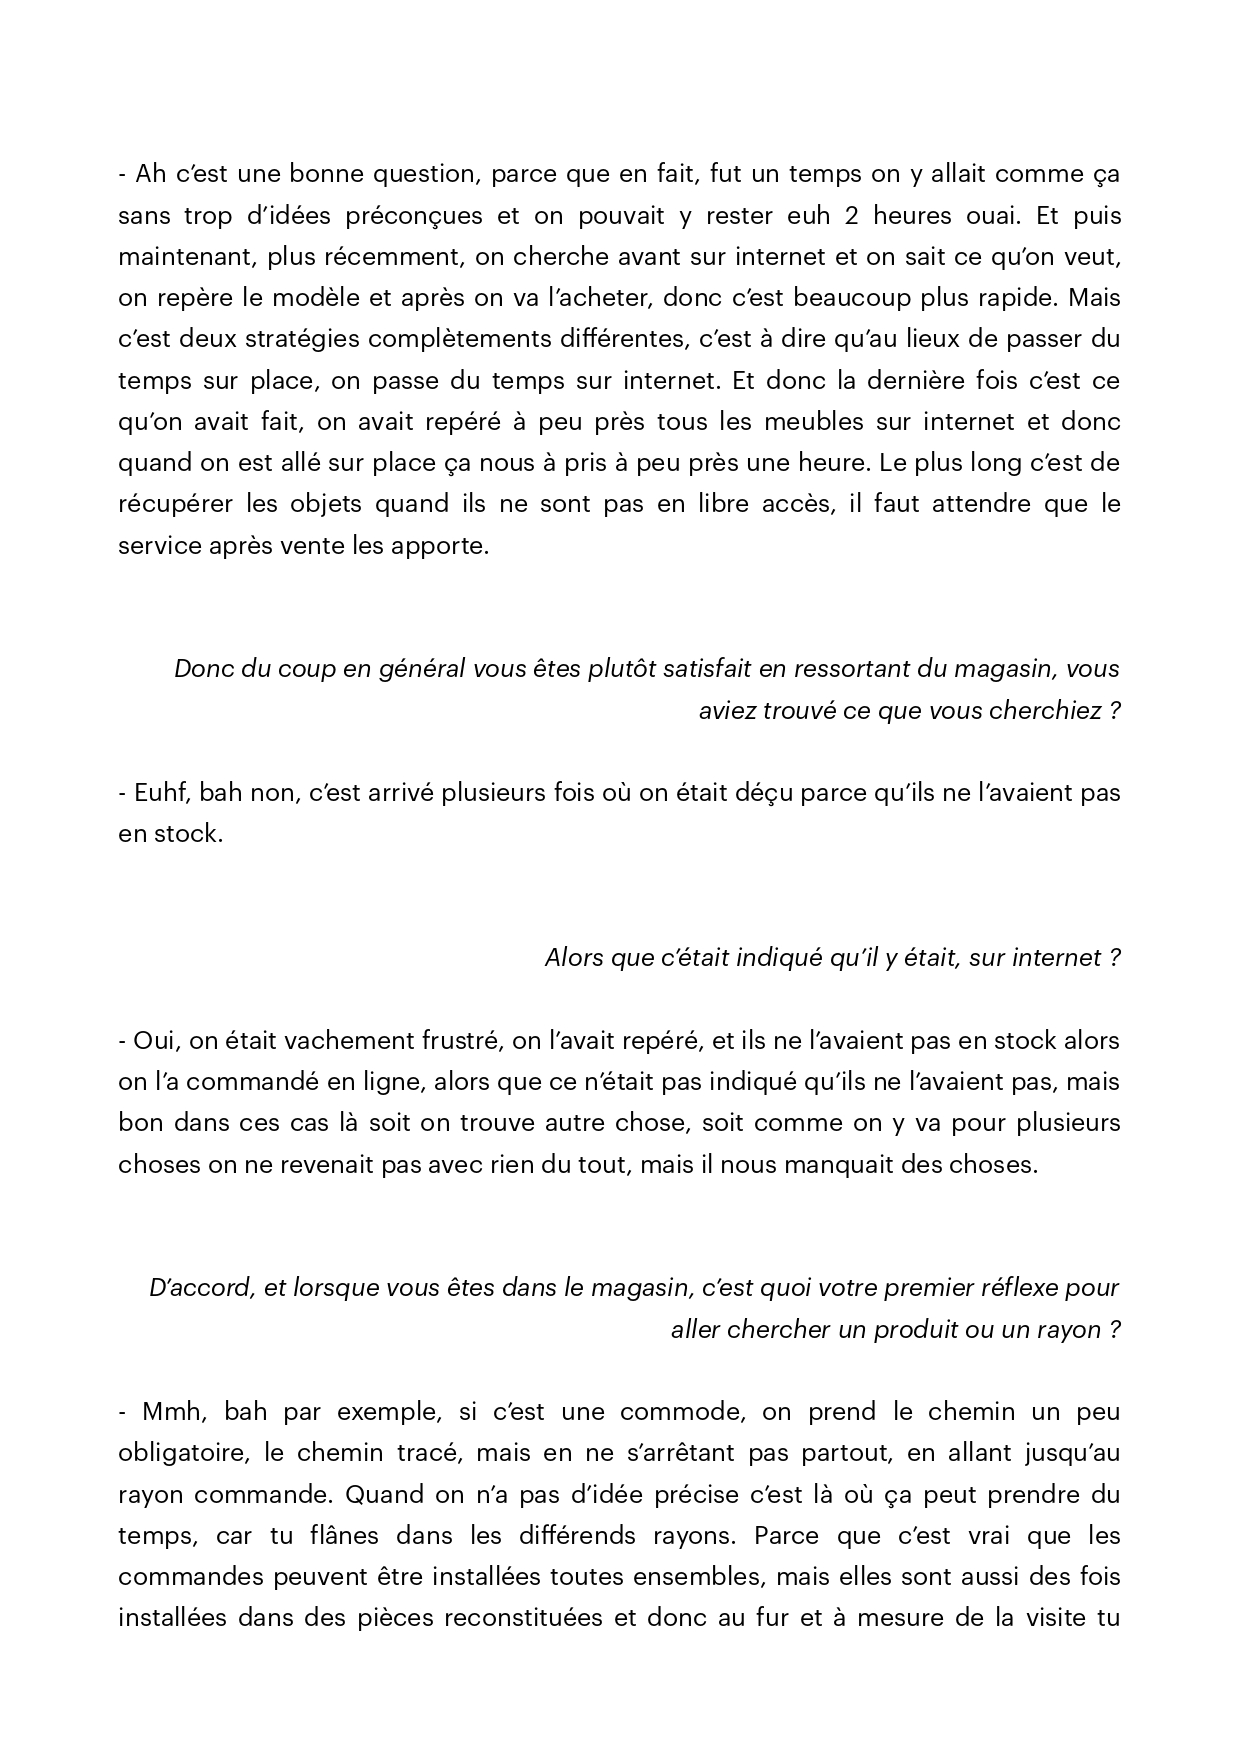 - Ah c’est une bonne question, parce que en fait, fut un temps on y allait comme ça
sans trop d’idées préconçues et on pouvait y rester euh 2 heures ouai. Et puis
maintenant, plus récemment, on cherche avant sur internet et on sait ce qu’on veut,
on repère le modèle et après on va l’acheter, donc c’est beaucoup plus rapide. Mais
c’est deux stratégies complètements différentes, c’est à dire qu’au lieux de passer du
temps sur place, on passe du temps sur internet. Et donc la dernière fois c’est ce
qu’on avait fait, on avait repéré à peu près tous les meubles sur internet et donc
quand on est allé sur place ça nous à pris à peu près une heure. Le plus long c’est de
récupérer les objets quand ils ne sont pas en libre accès, il faut attendre que le
service après vente les apporte.
Donc du coup en général vous êtes plutôt satisfait en ressortant du magasin, vous
aviez trouvé ce que vous cherchiez ?
- Euhf, bah non, c’est arrivé plusieurs fois où on était déçu parce qu’ils ne l’avaient pas
en stock.
Alors que c’était indiqué qu’il y était, sur internet ?
- Oui, on était vachement frustré, on l’avait repéré, et ils ne l’avaient pas en stock alors
on l’a commandé en ligne, alors que ce n’était pas indiqué qu’ils ne l’avaient pas, mais
bon dans ces cas là soit on trouve autre chose, soit comme on y va pour plusieurs
choses on ne revenait pas avec rien du tout, mais il nous manquait des choses.
D’accord, et lorsque vous êtes dans le magasin, c’est quoi votre premier réflexe pour
aller chercher un produit ou un rayon ?
- Mmh, bah par exemple, si c’est une commode, on prend le chemin un peu
obligatoire, le chemin tracé, mais en ne s’arrêtant pas partout, en allant jusqu’au
rayon commande. Quand on n’a pas d’idée précise c’est là où ça peut prendre du
temps, car tu flânes dans les différends rayons. Parce que c’est vrai que les
commandes peuvent être installées toutes ensembles, mais elles sont aussi des fois
installées dans des pièces reconstituées et donc au fur et à mesure de la visite tu